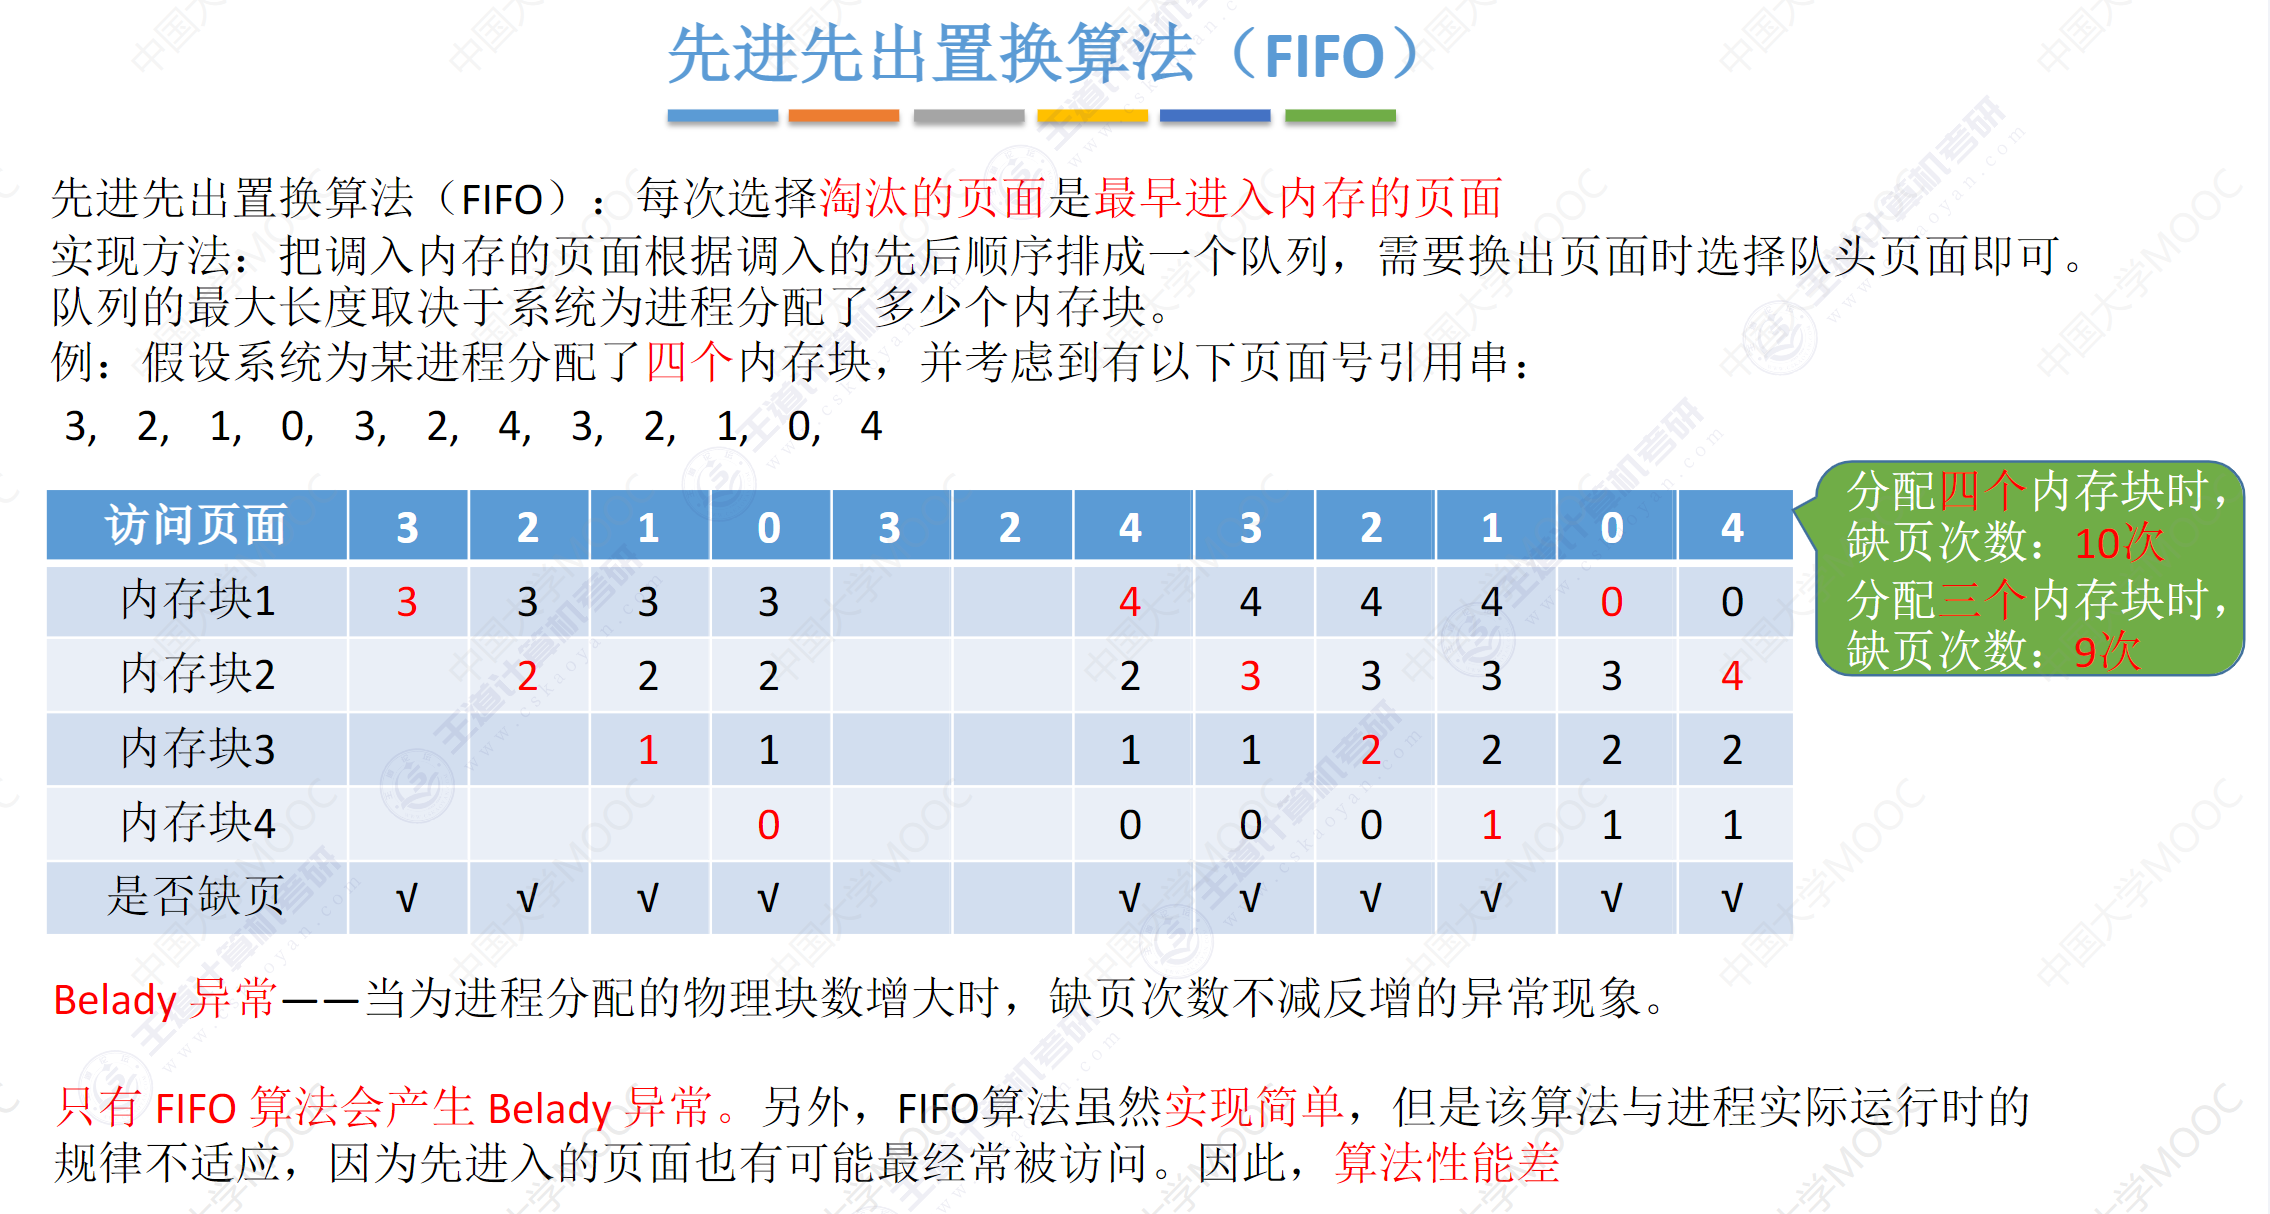 先进先出置换算法（FIFO）
先进先出置换算法（FIFO）：每次选择淘汰的页面是最早进入内存的页面
实现方法：把调入内存的页面根据调入的先后顺序排成一个队列，需要换出页面时选择队头页面即可。
队列的最大长度取决于系统为进程分配了多少个内存块。
例：假设系统为某进程分配了四个内存块，并考虑到有以下页面号引用串：
3, 2, 1, 0, 3, 2, 4, 3, 2, 1, 0, 4
访问页面 3 2 1 0 3 2 4 3 2 1 0 4
内存块1 3 3 3 3 4 4 4 4 0 0
内存块2 2 2 2 2 3 3 3 3 4
内存块3 1 1 1 1 2 2 2 2
内存块4 0 0 0 0 1 1 1
是否缺页 √ √ √ √ √ √ √ √ √ √
分配四个内存块时，
缺页次数：10次
分配三个内存块时，
缺页次数：9次
Belady 异常——当为进程分配的物理块数增大时，缺页次数不减反增的异常现象。
只有 FIFO 算法会产生 Belady 异常。另外，FIFO算法虽然实现简单，但是该算法与进程实际运行时的
规律不适应，因为先进入的页面也有可能最经常被访问。因此，算法性能差
中国大学MOOC
王道计算机考研
www.cskaoyan.com